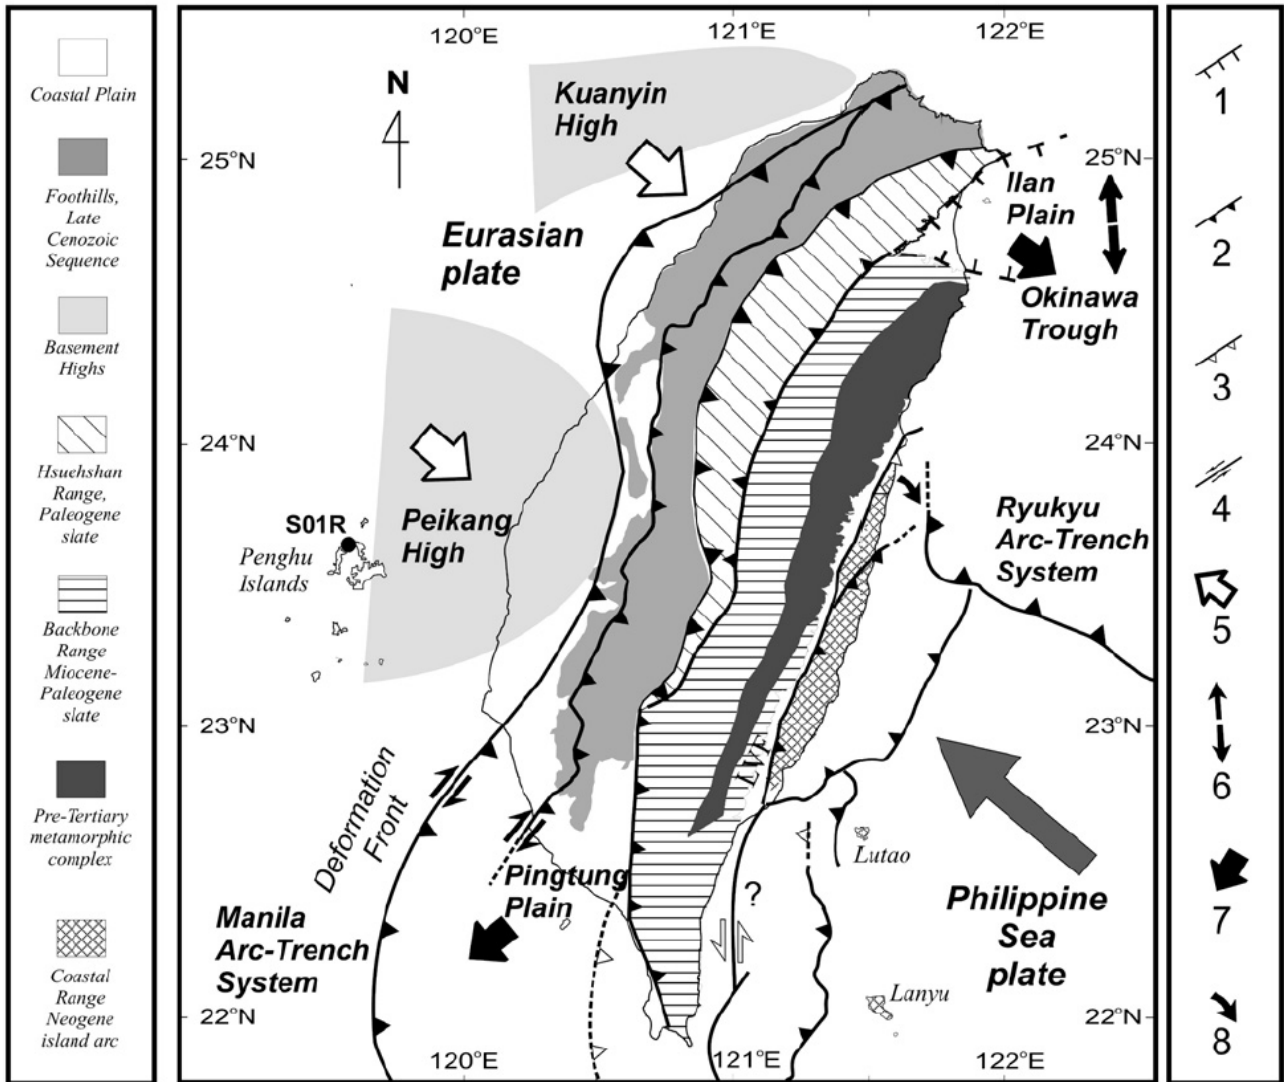 Coastal Plain
Foothills,
Late
Cenozoic
Sequence
Basement
Highs
Hsuehshan
Range,
Paleogene
slate
Backbone
Range
Miocene-
Paleogene
slate
Pre-Tertiary
metamorphic
complex
Coastal
Range
Neogene
island arc
120°E
121°E
122°E
N
Kuanyin
High
25°N
25°N
Ilan
Plain
Eurasian
plate
Okinawa
Trough
24°N
24°N
S01R
Penghu
Islands
Peikang
High
Ryukyu
Arc-Trench
System
23°N
23°N
LVF
Deformation
Front
Lutao
Pingtung
Plain
?
Manila
Arc-Trench
System
Philippine
Sea
plate
Lanyu
22°N
22°N
120°E
121°E
122°E
1
2
3
4
5
6
7
8